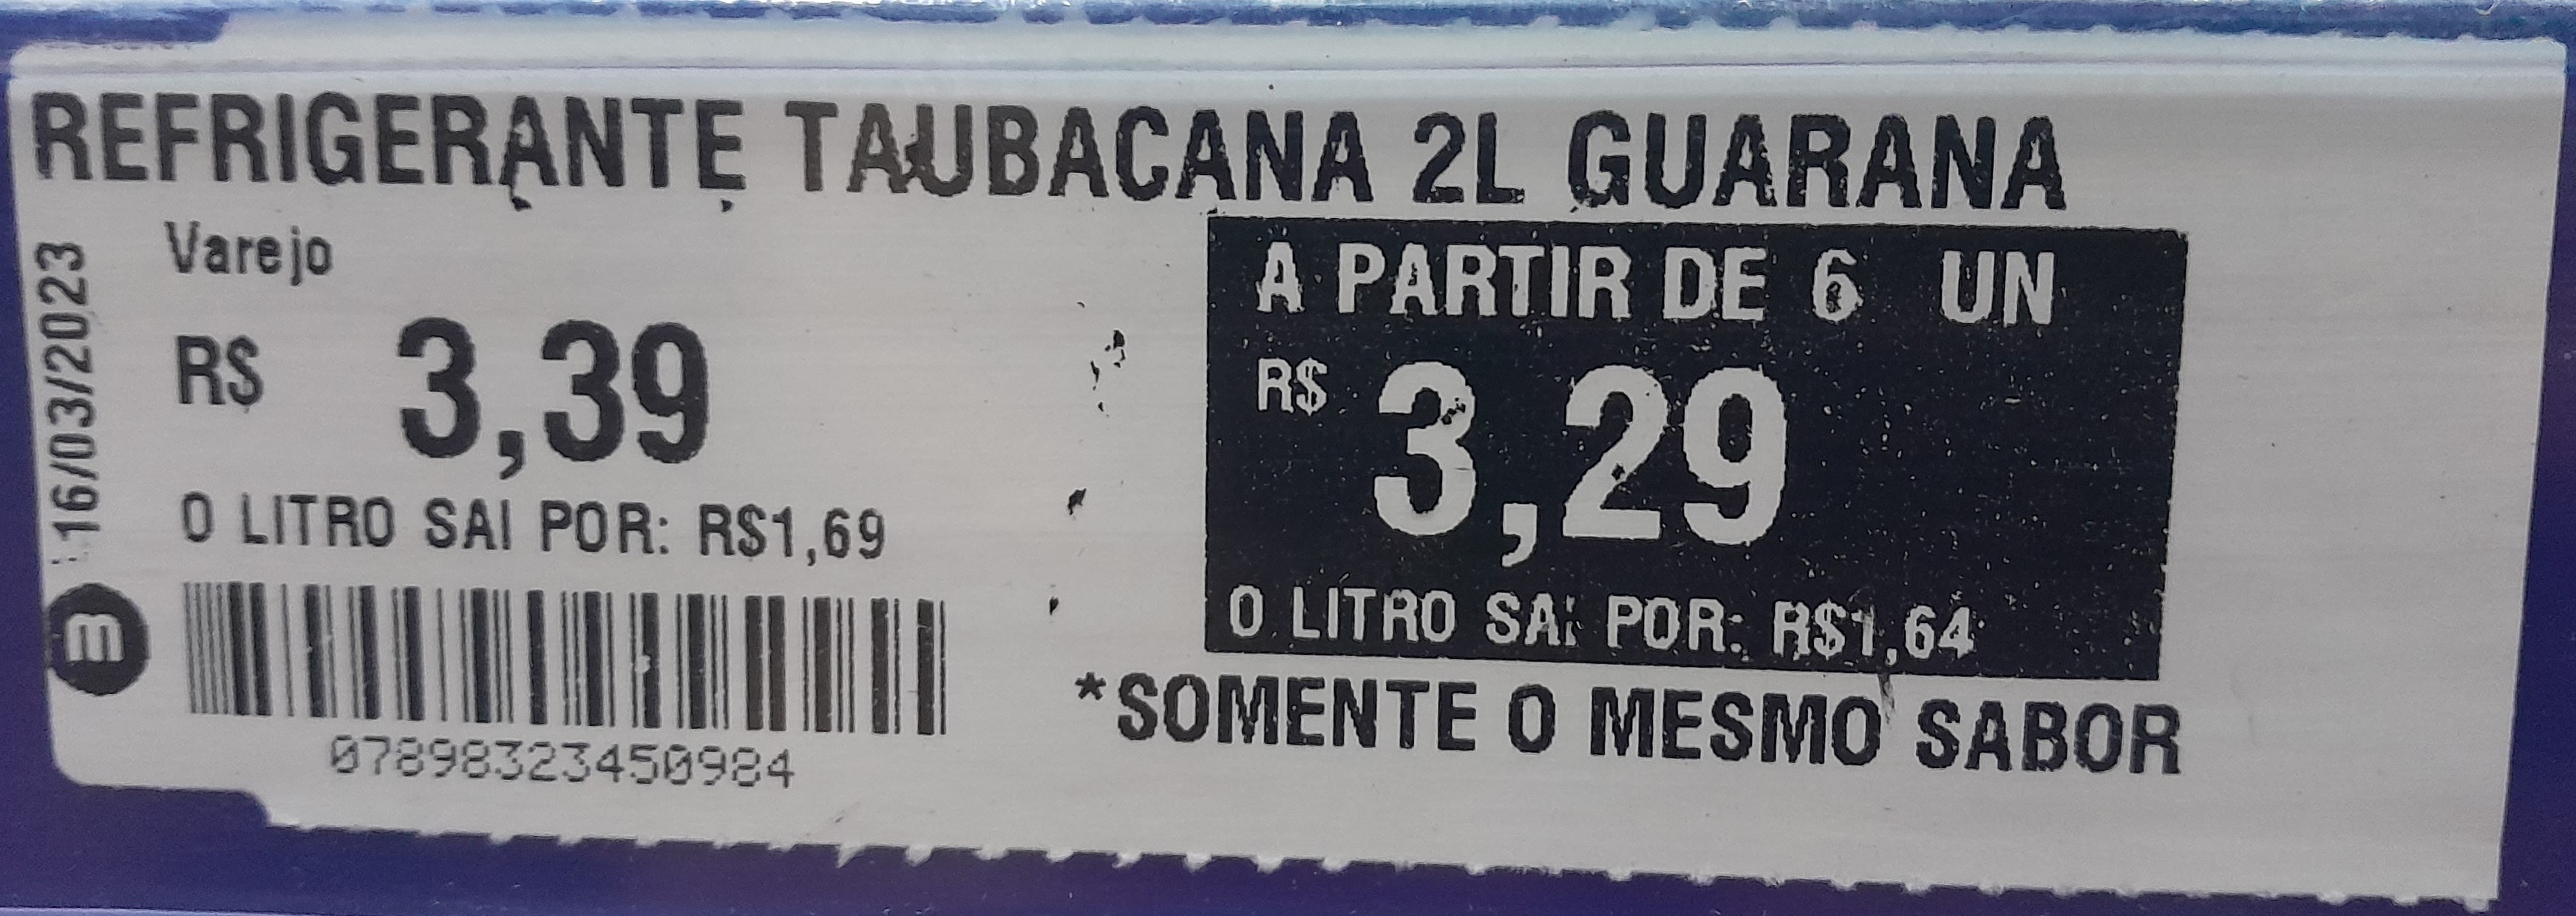 REFRIGERANTE TAUBACANA 2L GUARANA
16/03/2023
Varejo
R$ 3,39
O LITRO SAI POR: R$1,69
07898323450984
A PARTIR DE 6 UN
R$ 3,29
O LITRO SAI POR: R$1,64
*SOMENTE O MESMO SABOR